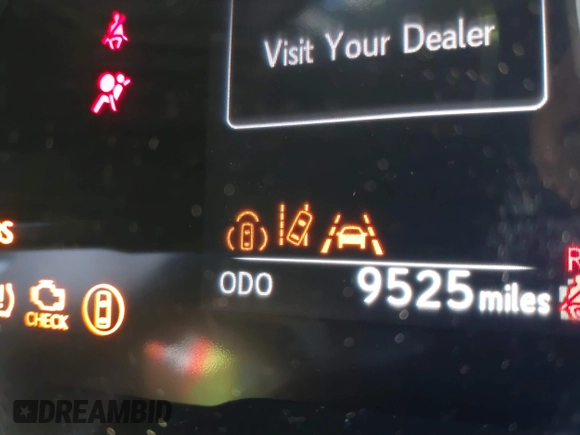 Visit Your Dealer
CHECK
ODO 9525 miles
DREAMBID